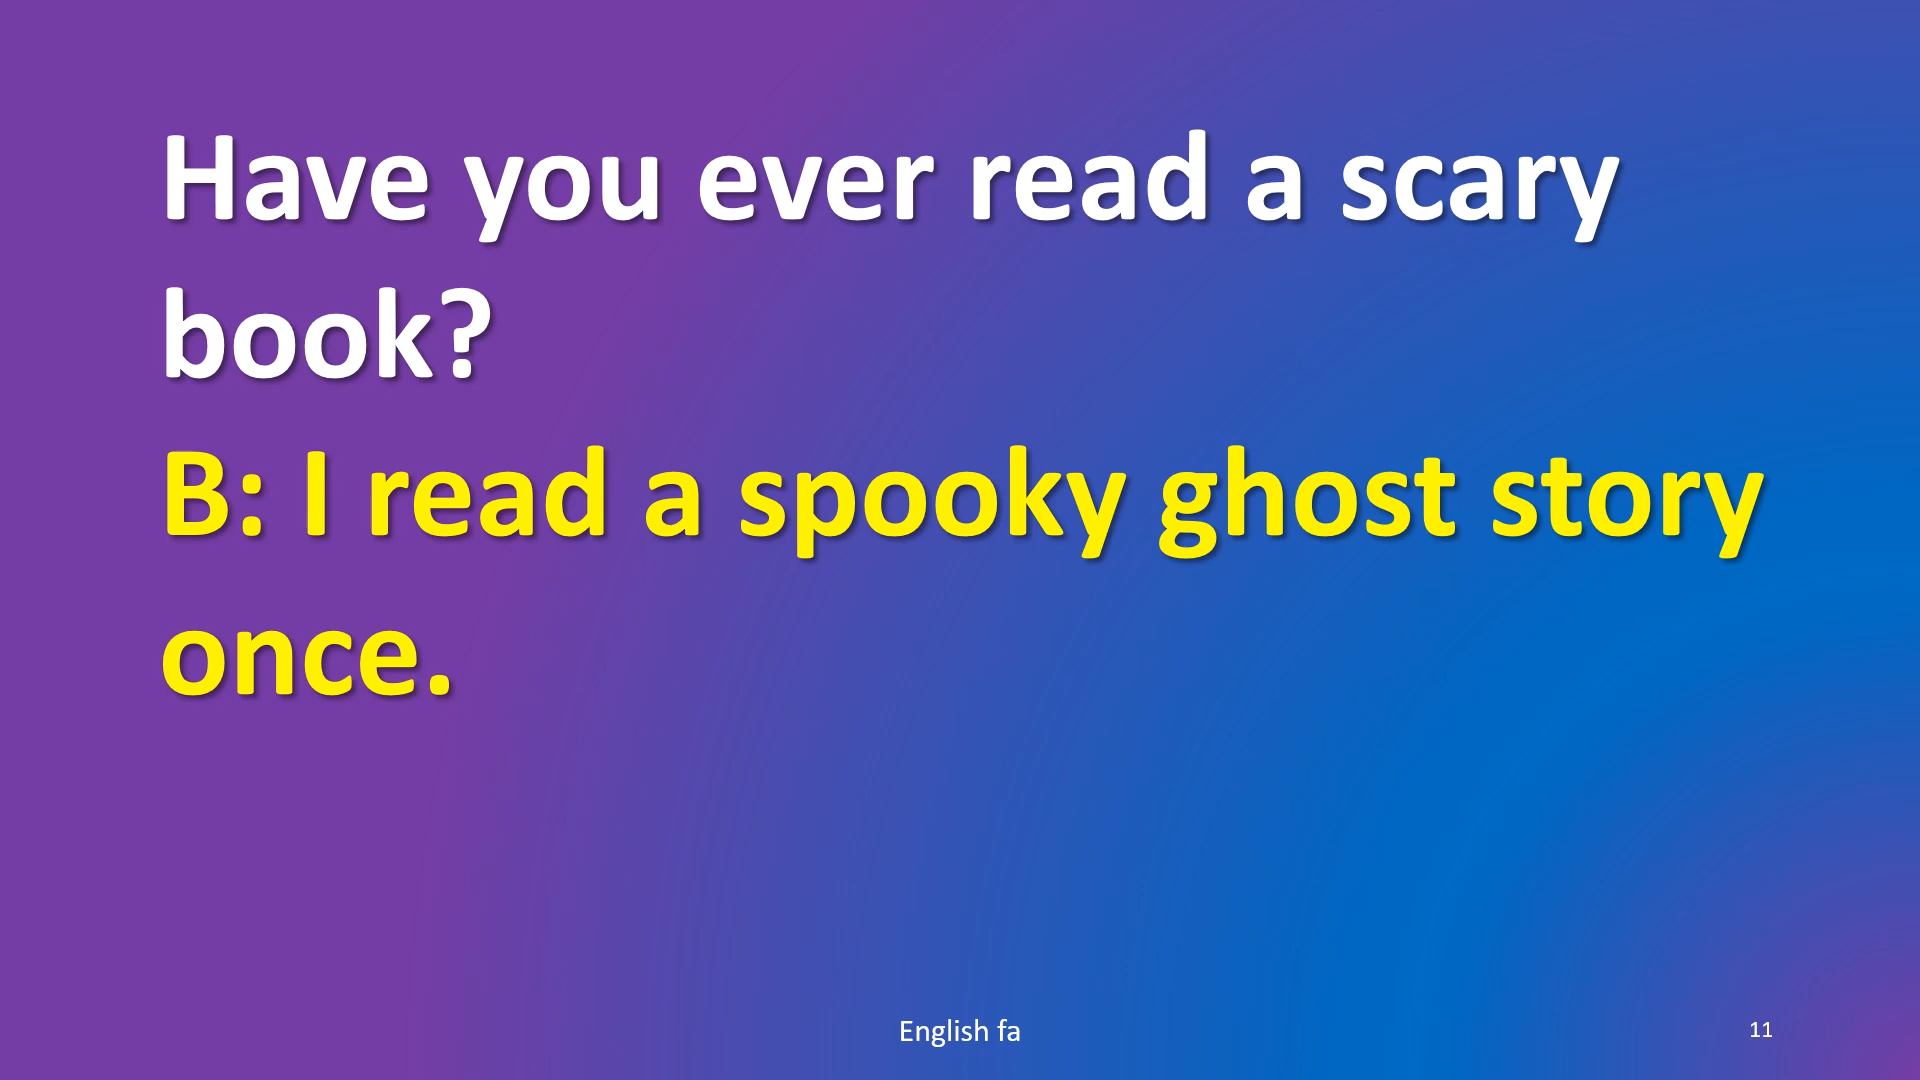 Have you ever read a scary
book?
B: I read a spooky ghost story
once.
English fa
11